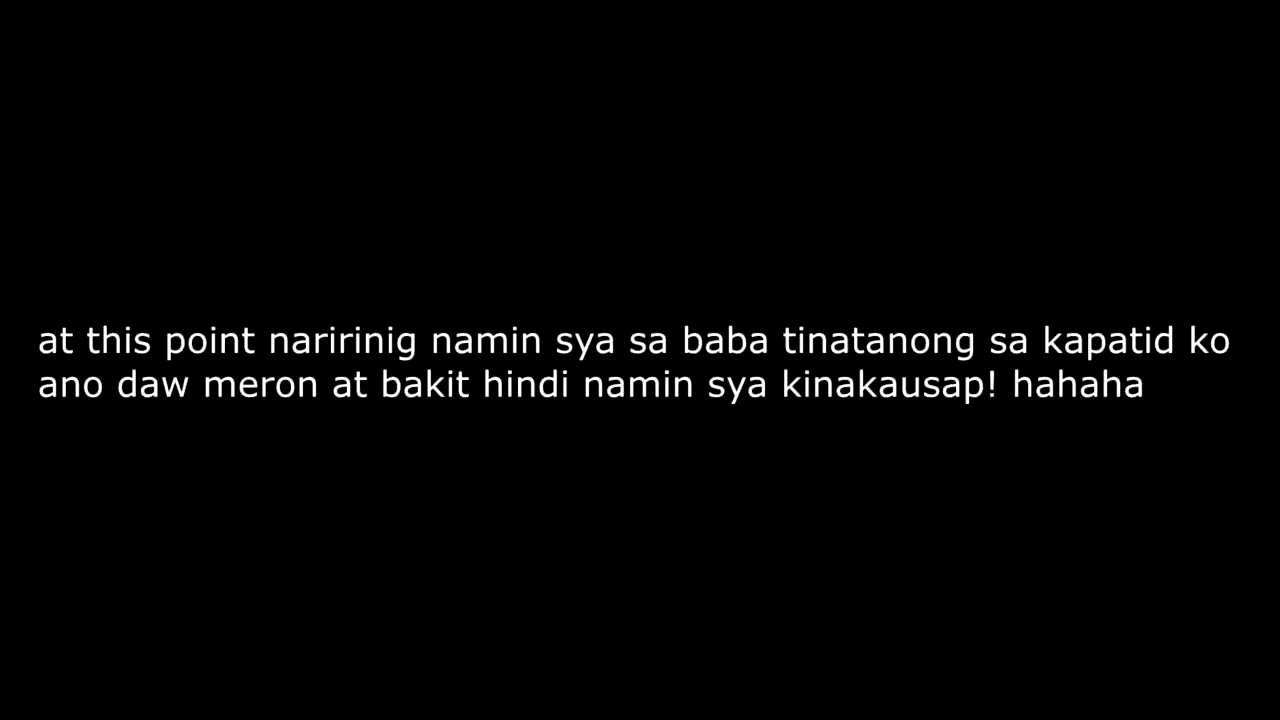 at this point naririnig namin sya sa baba tinatanong sa kapatid ko
ano daw meron at bakit hindi namin sya kinakausap! hahaha